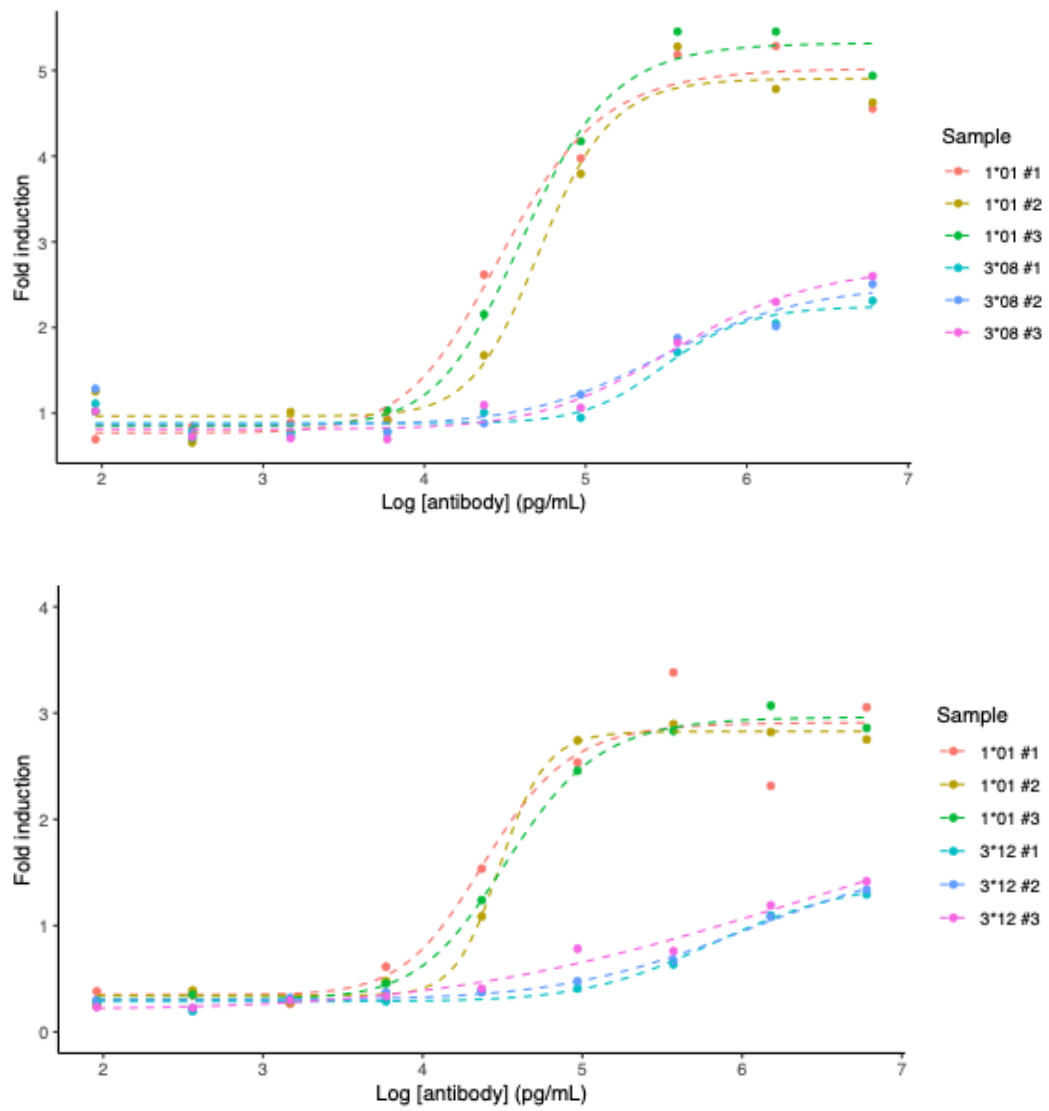 5
4
3
2
1
Fold induction
2 3 4 5 6 7
Log [antibody] (pg/mL)
Sample
1*01 #1
1*01 #2
1*01 #3
3*08 #1
3*08 #2
3*08 #3
4
3
2
1
0
Fold induction
2 3 4 5 6 7
Log [antibody] (pg/mL)
Sample
1*01 #1
1*01 #2
1*01 #3
3*12 #1
3*12 #2
3*12 #3